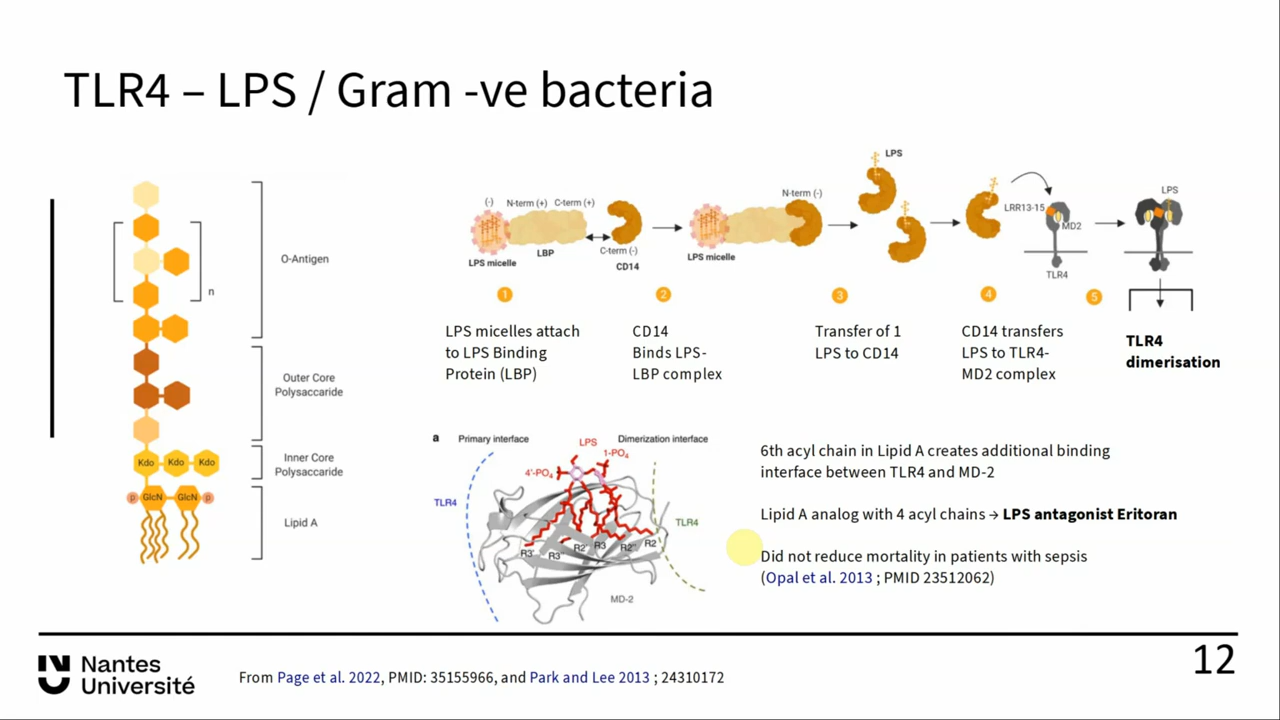 TLR4 – LPS / Gram -ve bacteria
O-Antigen
n
Outer Core
Polysaccaride
Kdo Kdo Kdo
Inner Core
Polysaccharide
p GlcN GlcN p
Lipid A
(-) N-term (+) C-term (+)
LPS micelle
LBP
C-term (-)
CD14
N-term (-)
LPS micelle
LPS
LRR13-15
MD2
TLR4
LPS
1 2 3 4 5
LPS micelles attach
to LPS Binding
Protein (LBP)
CD14
Binds LPS-
LBP complex
Transfer of 1
LPS to CD14
CD14 transfers
LPS to TLR4-
MD2 complex
TLR4
dimerisation
a Primary interface LPS Dimerization interface
1-PO₄
4'-PO₄
TLR4
TLR4
R3' R3" R2' R3 R2" R2
MD-2
6th acyl chain in Lipid A creates additional binding
interface between TLR4 and MD-2
Lipid A analog with 4 acyl chains → LPS antagonist Eritoran
Did not reduce mortality in patients with sepsis
(Opal et al. 2013 ; PMID 23512062)
Nantes
Université
From Page et al. 2022, PMID: 35155966, and Park and Lee 2013 ; 24310172
12